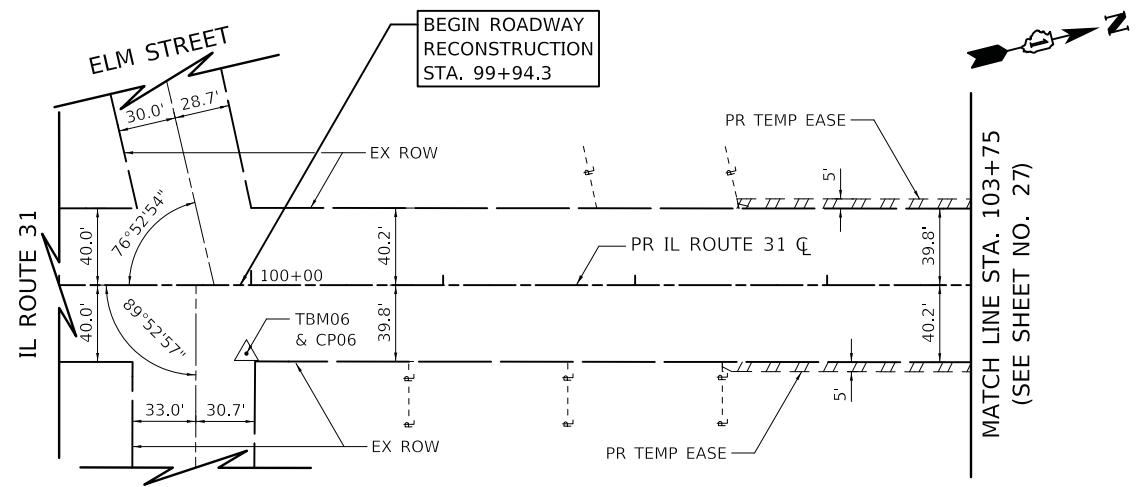 ELM STREET
BEGIN ROADWAY
RECONSTRUCTION
STA. 99+94.3
N
30.0'
28.7'
EX ROW
PR TEMP EASE
5'
76°52'54"
40.0'
40.2'
39.8'
PR IL ROUTE 31 ℄
100+00
IL ROUTE 31
MATCH LINE STA. 103+75
(SEE SHEET NO. 27)
89°52'57"
40.0'
TBM06
& CP06
39.8'
40.2'
5'
33.0'
30.7'
EX ROW
PR TEMP EASE